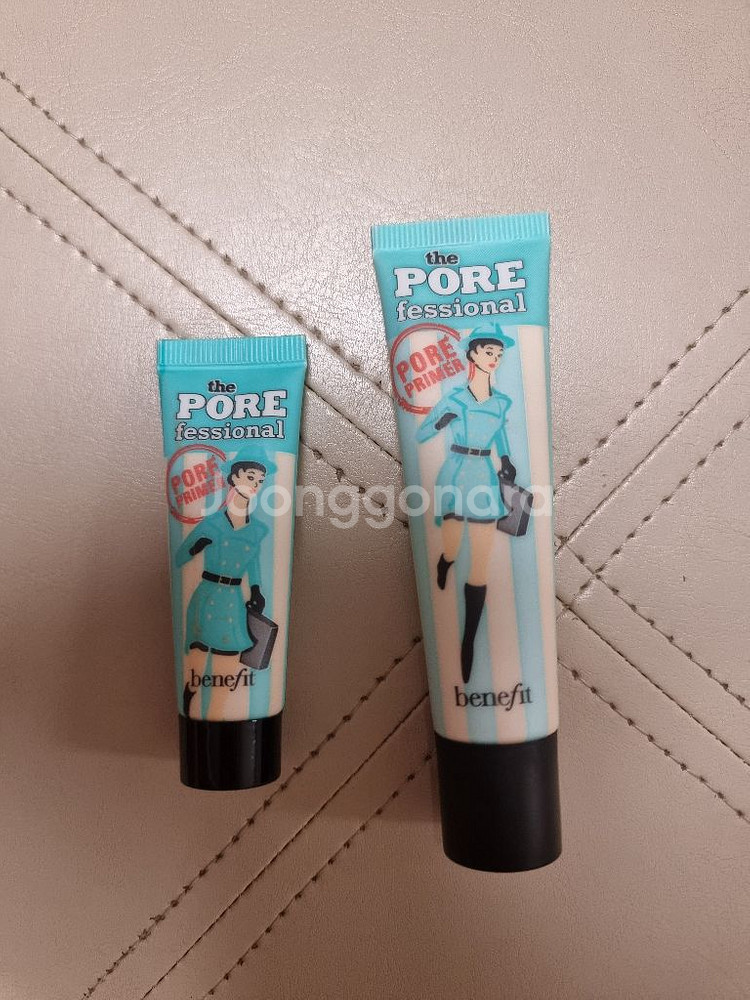 the
PORE
fessional
PORE
PRIMER
benefit
the
PORE
fessional
PORE
PRIMER
benefit
Joonggonara